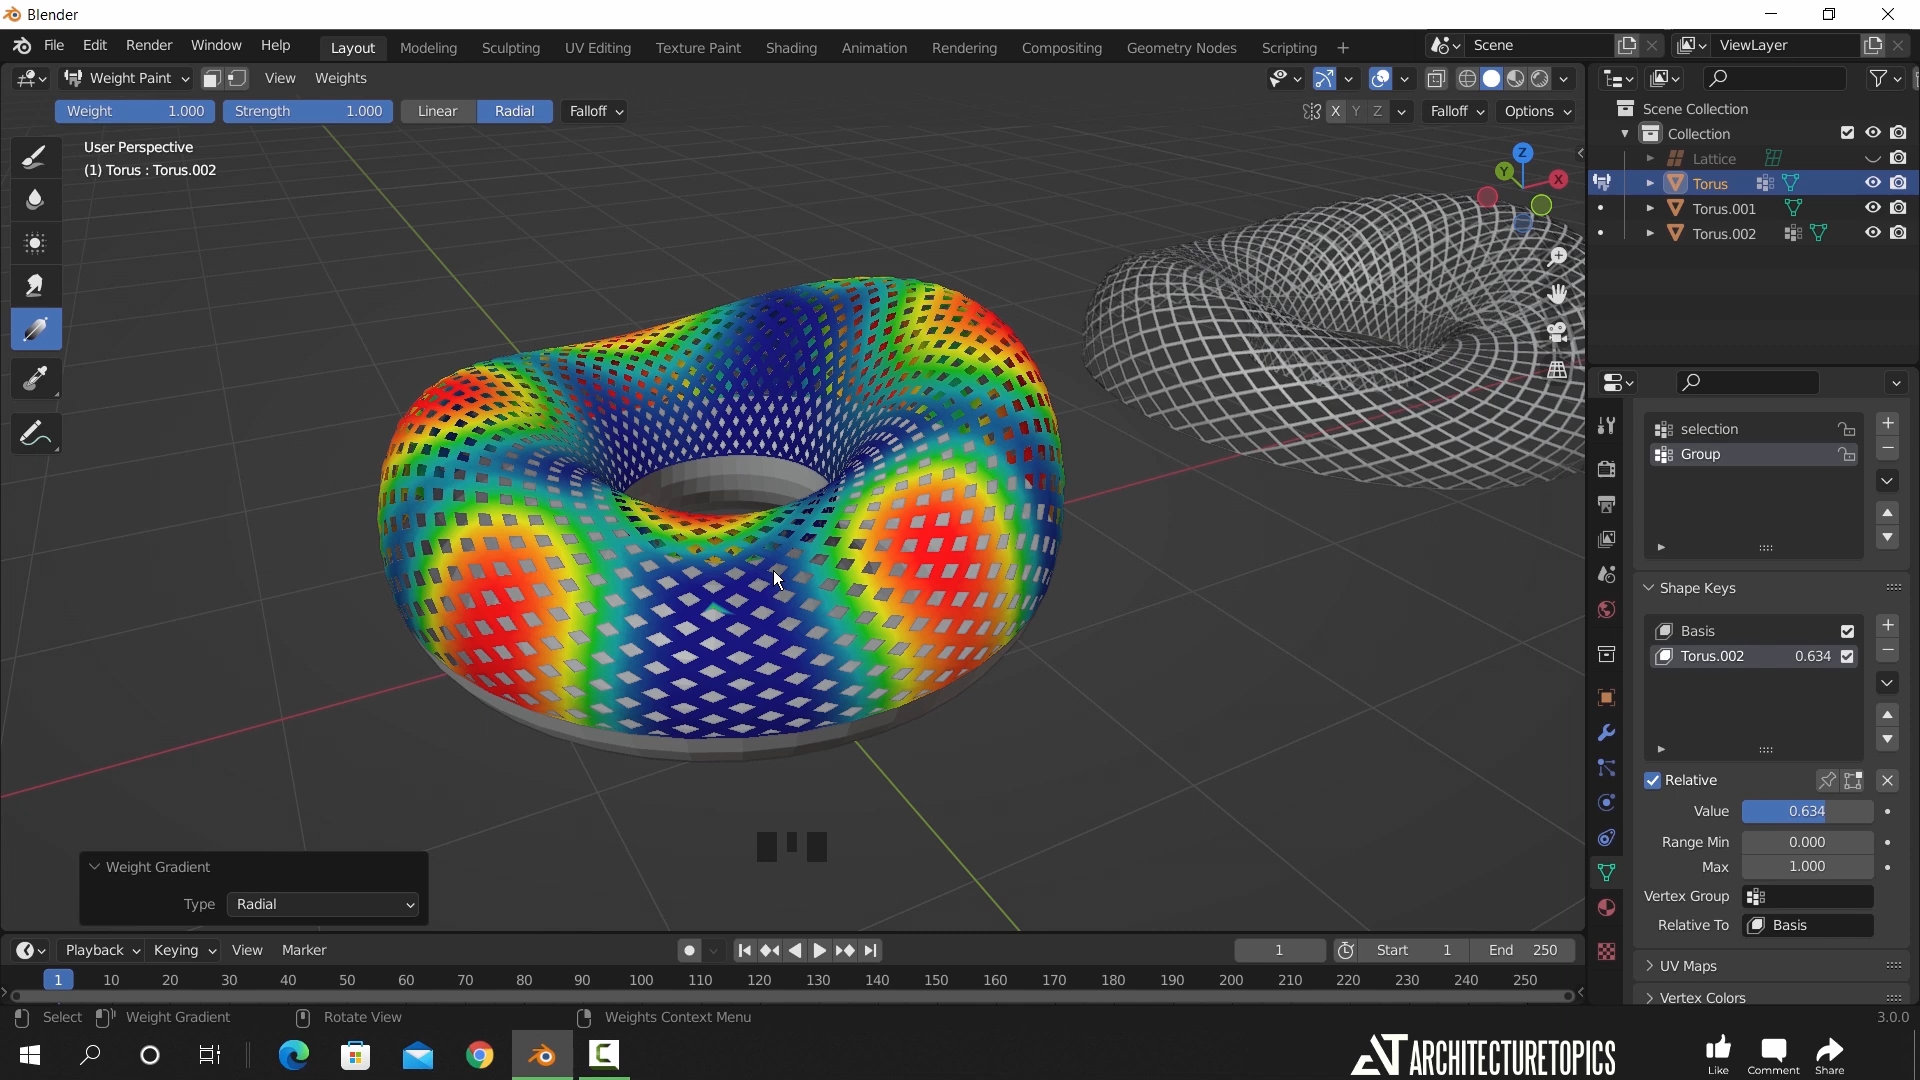 Blender
File Edit Render Window Help Layout Modeling Sculpting UV Editing Texture Paint Shading Animation Rendering Compositing Geometry Nodes Scripting + Scene ViewLayer
Weight Paint View Weights
Weight 1.000 Strength 1.000 Linear Radial Falloff X Y Z Falloff Options
User Perspective
(1) Torus : Torus.002
Z
Y
X
Scene Collection
Collection
Lattice
Torus
Torus.001
Torus.002
selection
Group
Shape Keys
Basis
Torus.002 0.634
Relative
Value 0.634
Range Min 0.000
Max 1.000
Vertex Group
Relative To Basis
UV Maps
Vertex Colors
Weight Gradient
Type Radial
Playback Keying View Marker 1 Start 1 End 250
1 10 20 30 40 50 60 70 80 90 100 110 120 130 140 150 160 170 180 190 200 210 220 230 240 250
Select Weight Gradient Rotate View Weights Context Menu 3.0.0
ARCHITECTURETOPICS
Like Comment Share